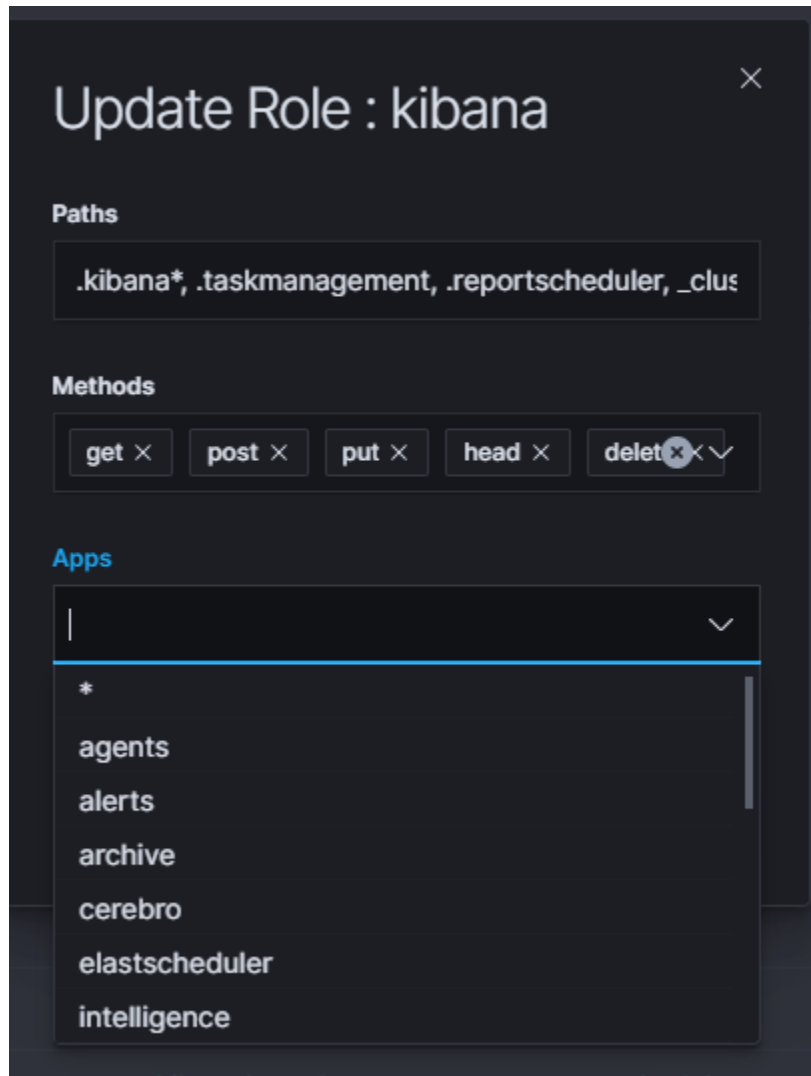 Update Role : kibana
Paths
.kibana*, .taskmanagement, .reportscheduler, _clus
Methods
get post put head delet
Apps
*
agents
alerts
archive
cerebro
elastscheduler
intelligence